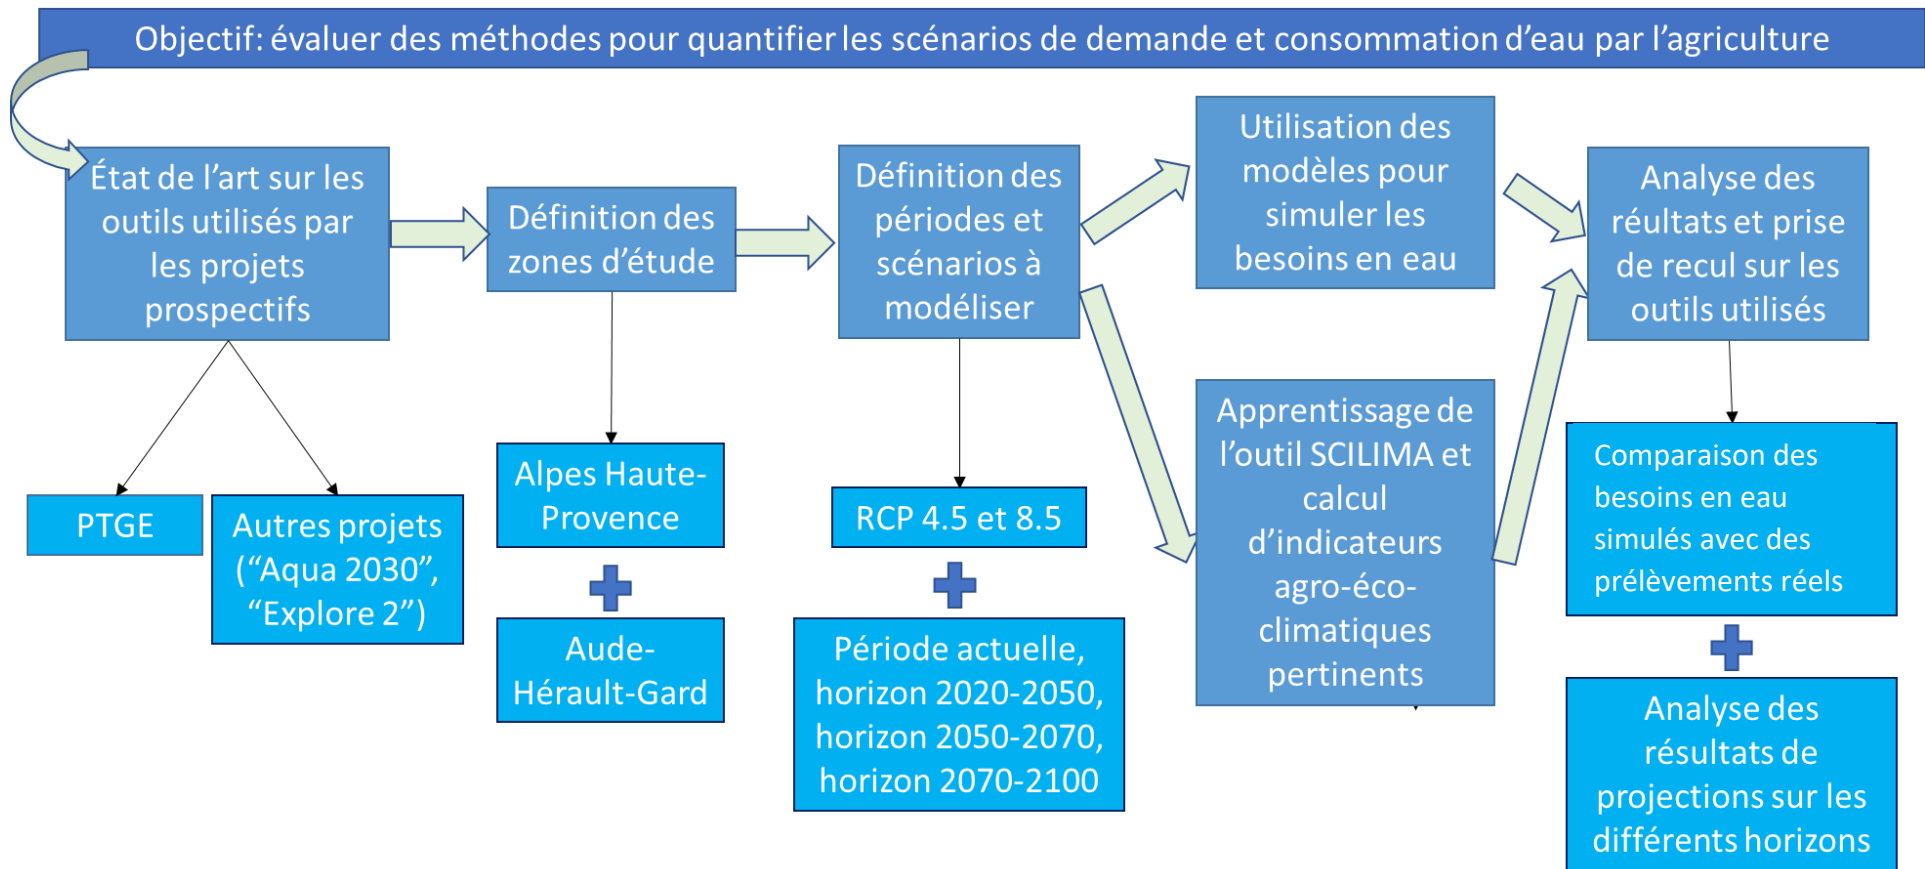 Objectif: évaluer des méthodes pour quantifier les scénarios de demande et consommation d'eau par l'agriculture
État de l'art sur les
outils utilisés par
les projets
prospectifs
PTGE
Autres projets
(“Aqua 2030”,
“Explore 2”)
Définition des
zones d'étude
Alpes Haute-
Provence
Aude-
Hérault-Gard
Définition des
périodes et
scénarios à
modéliser
RCP 4.5 et 8.5
Période actuelle,
horizon 2020-2050,
horizon 2050-2070,
horizon 2070-2100
Utilisation des
modèles pour
simuler les
besoins en eau
Apprentissage de
l'outil SCILIMA et
calcul
d'indicateurs
agro-éco-
climatiques
pertinents
Analyse des
réultats et prise
de recul sur les
outils utilisés
Comparaison des
besoins en eau
simulés avec des
prélèvements réels
Analyse des
résultats de
projections sur les
différents horizons